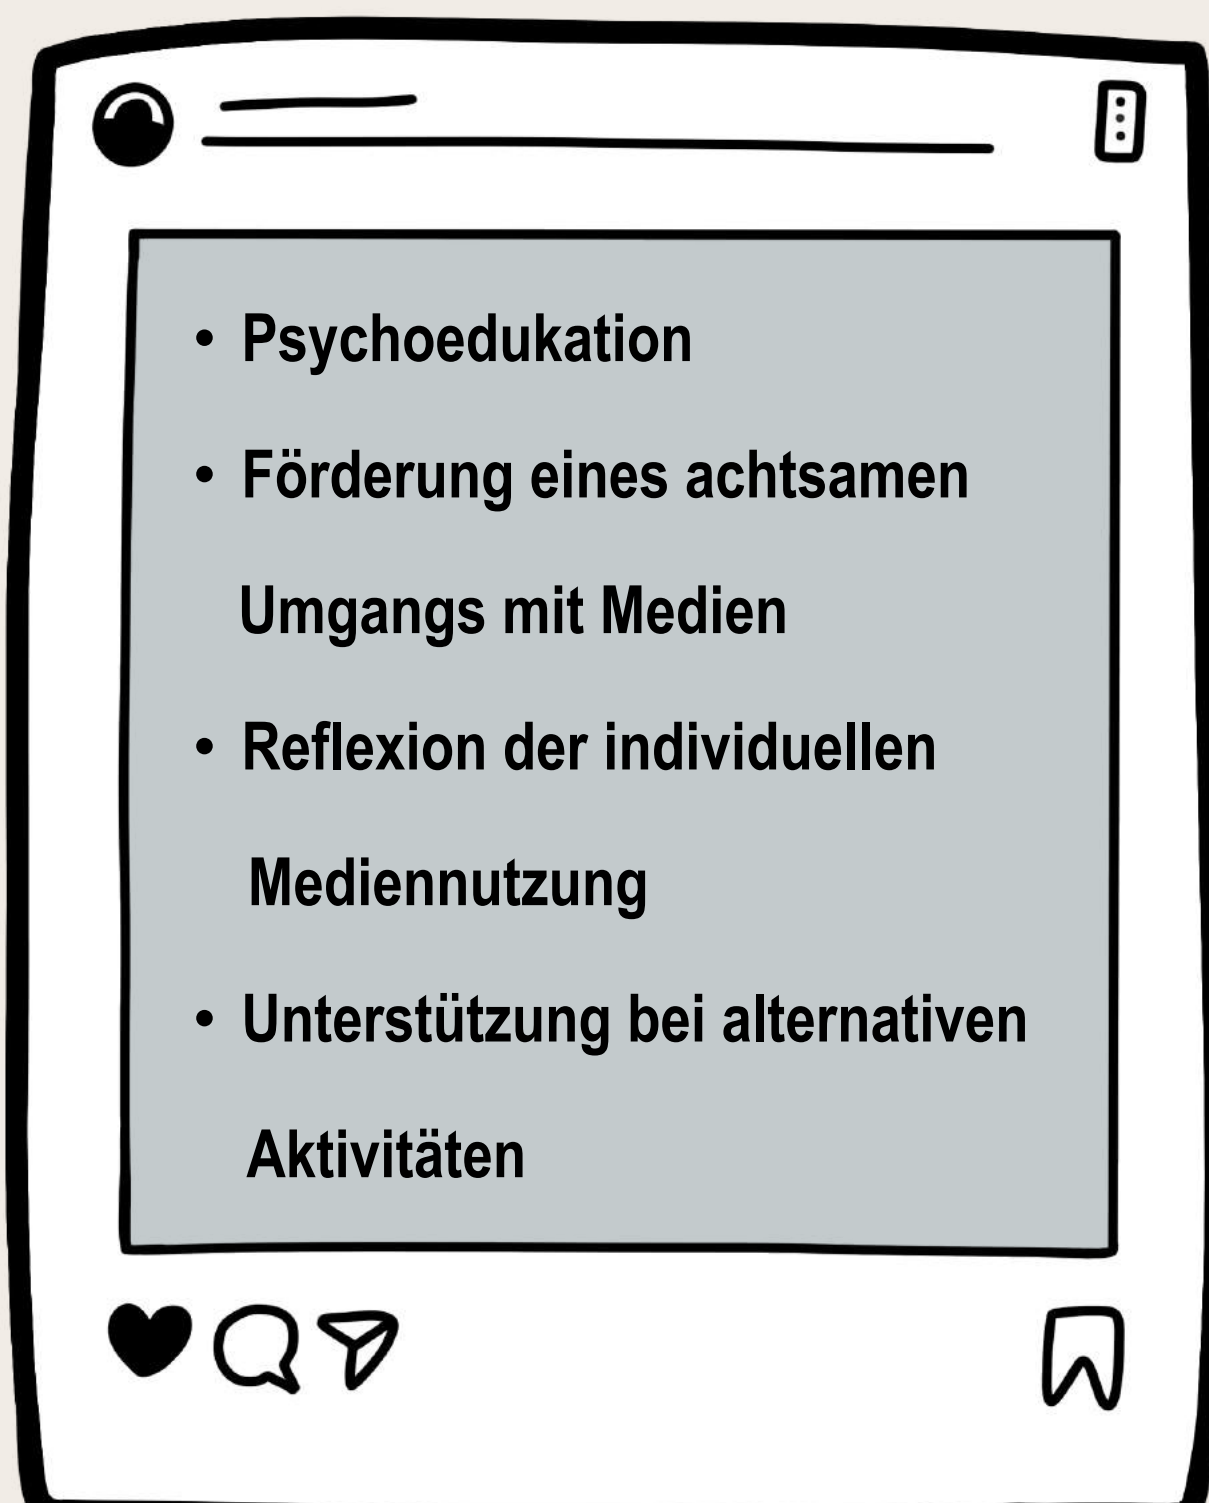 • Psychoedukation
• Förderung eines achtsamen
Umgangs mit Medien
• Reflexion der individuellen
Mediennutzung
• Unterstützung bei alternativen
Aktivitäten